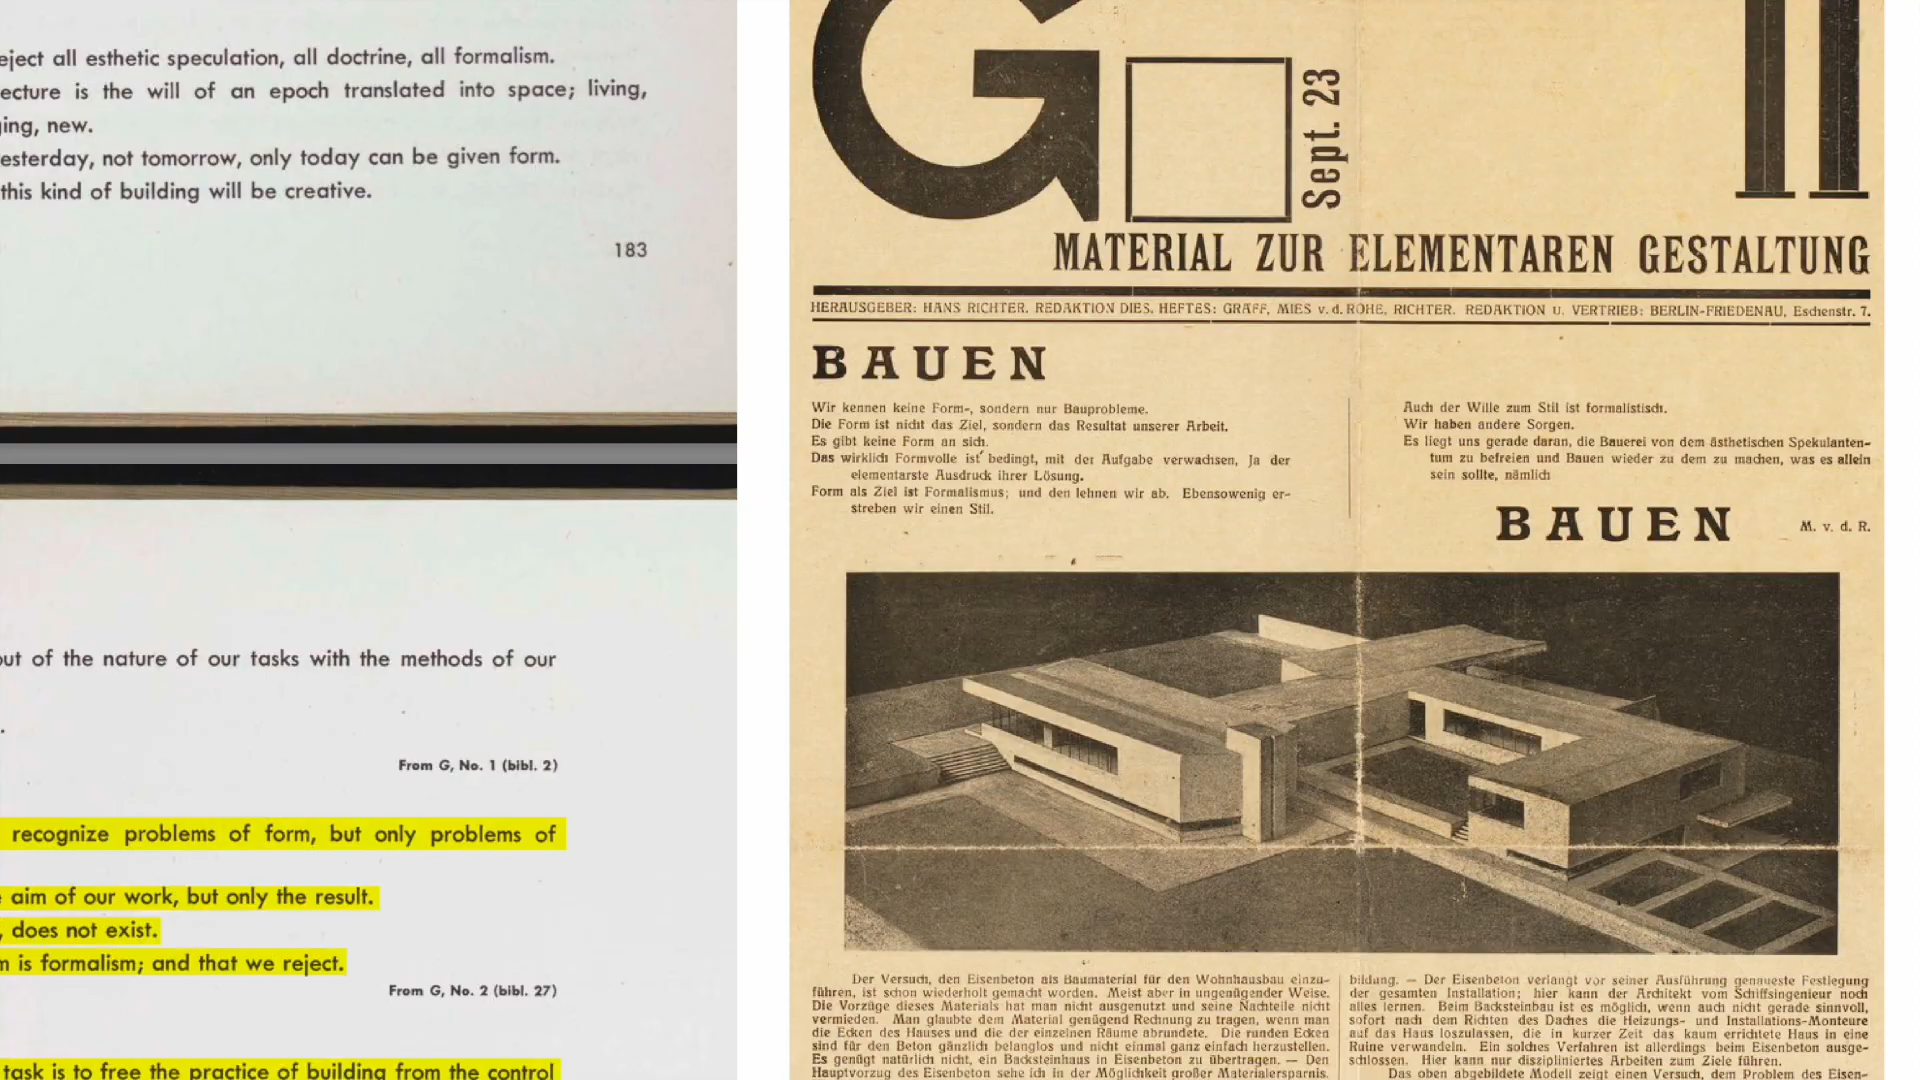 eject all esthetic speculation, all doctrine, all formalism.
ecture is the will of an epoch translated into space; living,
ing, new.
esterday, not tomorrow, only today can be given form.
this kind of building will be creative.
183
out of the nature of our tasks with the methods of our
.
From G, No. 1 (bibl. 2)
recognize problems of form, but only problems of
aim of our work, but only the result.
, does not exist.
m is formalism; and that we reject.
From G, No. 2 (bibl. 27)
task is to free the practice of building from the control
G
Sept. 23
II
MATERIAL ZUR ELEMENTAREN GESTALTUNG
HERAUSGEBER: HANS RICHTER. REDAKTION DIES. HEFTES: GRÄFF, MIES v. d. ROHE, RICHTER. REDAKTION U. VERTRIEB: BERLIN-FRIEDENAU, Eschenstr. 7.
BAUEN
Wir kennen keine Form-, sondern nur Bauprobleme.
Die Form ist nicht das Ziel, sondern das Resultat unserer Arbeit.
Es gibt keine Form an sich.
Das wirklich Formvolle ist bedingt, mit der Aufgabe verwachsen, Ja der
elementarste Ausdruck ihrer Lösung.
Form als Ziel ist Formalismus; und den lehnen wir ab. Ebensowenig er-
streben wir einen Stil.
Auch der Wille zum Stil ist formalistisch.
Wir haben andere Sorgen.
Es liegt uns gerade daran, die Bauerei von dem ästhetischen Spekulanten-
tum zu befreien und Bauen wieder zu dem zu machen, was es allein
sein sollte, nämlich
BAUEN
M. v. d. R.
Der Versuch, den Eisenbeton als Baumaterial für den Wohnhausbau einzu-
führen, ist schon wiederholt gemacht worden. Meist aber in ungenügender Weise.
Die Vorzüge dieses Materials hat man nicht ausgenutzt und seine Nachteile nicht
vermieden. Man glaubte dem Material genügend Rechnung zu tragen, wenn man
die Ecken des Hauses und die der einzelnen Räume abrundete. Die runden Ecken
sind für den Beton gänzlich belanglos und nicht einmal ganz einfach herzustellen.
Es genügt natürlich nicht, ein Backsteinhaus in Eisenbeton zu übertragen. — Den
Hauptvorzug des Eisenbeton sehe ich in der Möglichkeit großer Materialersparnis.
bildung. — Der Eisenbeton verlangt vor seiner Ausführung genaueste Festlegung
der gesamten Installation; hier kann der Architekt vom Schiffsingenieur noch
alles lernen. Beim Backsteinbau ist es möglich, wenn auch nicht gerade sinnvoll,
sofort nach dem Richten des Daches die Heizungs- und Installations-Monteure
auf das Haus loszulassen, die in kurzer Zeit das kaum errichtete Haus in eine
Ruine verwandeln. Ein solches Verfahren ist allerdings beim Eisenbeton ausge-
schlossen. Hier kann nur diszipliniertes Arbeiten zum Ziele führen.
Das oben abgebildete Modell zeigt einen Versuch, dem Problem des Eisen-